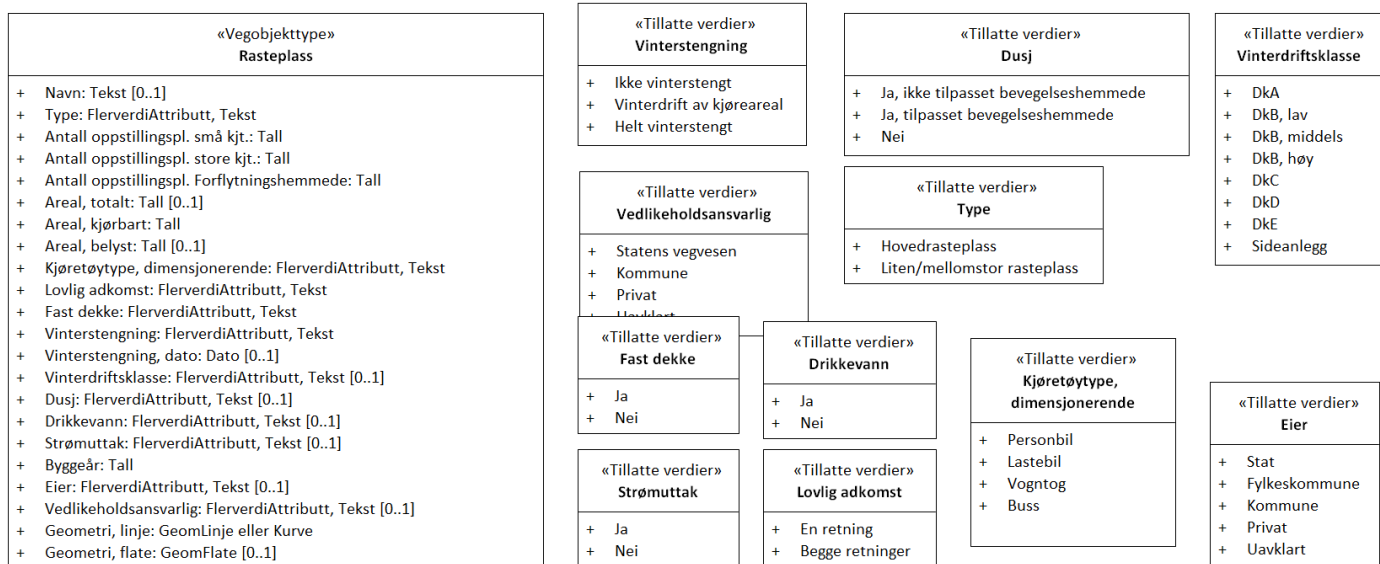 «Vegobjekttype»
Rasteplass
+ Navn: Tekst [0..1]
+ Type: FlerverdiAttributt, Tekst
+ Antall oppstillingspl. små kjt.: Tall
+ Antall oppstillingspl. store kjt.: Tall
+ Antall oppstillingspl. Forflytningshemmede: Tall
+ Areal, totalt: Tall [0..1]
+ Areal, kjørbart: Tall
+ Areal, belyst: Tall [0..1]
+ Kjøretøytype, dimensjonerende: FlerverdiAttributt, Tekst
+ Lovlig adkomst: FlerverdiAttributt, Tekst
+ Fast dekke: FlerverdiAttributt, Tekst
+ Vinterstengning: FlerverdiAttributt, Tekst
+ Vinterstengning, dato: Dato [0..1]
+ Vinterdriftsklasse: FlerverdiAttributt, Tekst [0..1]
+ Dusj: FlerverdiAttributt, Tekst [0..1]
+ Drikkevann: FlerverdiAttributt, Tekst [0..1]
+ Strømuttak: FlerverdiAttributt, Tekst [0..1]
+ Byggeår: Tall
+ Eier: FlerverdiAttributt, Tekst [0..1]
+ Vedlikeholdsansvarlig: FlerverdiAttributt, Tekst [0..1]
+ Geometri, linje: GeomLinje eller Kurve
+ Geometri, flate: GeomFlate [0..1]
«Tillatte verdier»
Vinterstengning
+ Ikke vinterstengt
+ Vinterdrift av kjøreareal
+ Helt vinterstengt
«Tillatte verdier»
Dusj
+ Ja, ikke tilpasset bevegelseshemmede
+ Ja, tilpasset bevegelseshemmede
+ Nei
«Tillatte verdier»
Vinterdriftsklasse
+ DkA
+ DkB, lav
+ DkB, middels
+ DkB, høy
+ DkC
+ DkD
+ DkE
+ Sideanlegg
«Tillatte verdier»
Vedlikeholdsansvarlig
+ Statens vegvesen
+ Kommune
+ Privat
«Tillatte verdier»
Type
+ Hovedrasteplass
+ Liten/mellomstor rasteplass
«Tillatte verdier»
Fast dekke
+ Ja
+ Nei
«Tillatte verdier»
Drikkevann
+ Ja
+ Nei
«Tillatte verdier»
Kjøretøytype,
dimensjonerende
+ Personbil
+ Lastebil
+ Vogntog
+ Buss
«Tillatte verdier»
Eier
+ Stat
+ Fylkeskommune
+ Kommune
+ Privat
+ Uavklart
«Tillatte verdier»
Strømuttak
+ Ja
+ Nei
«Tillatte verdier»
Lovlig adkomst
+ En retning
+ Begge retninger